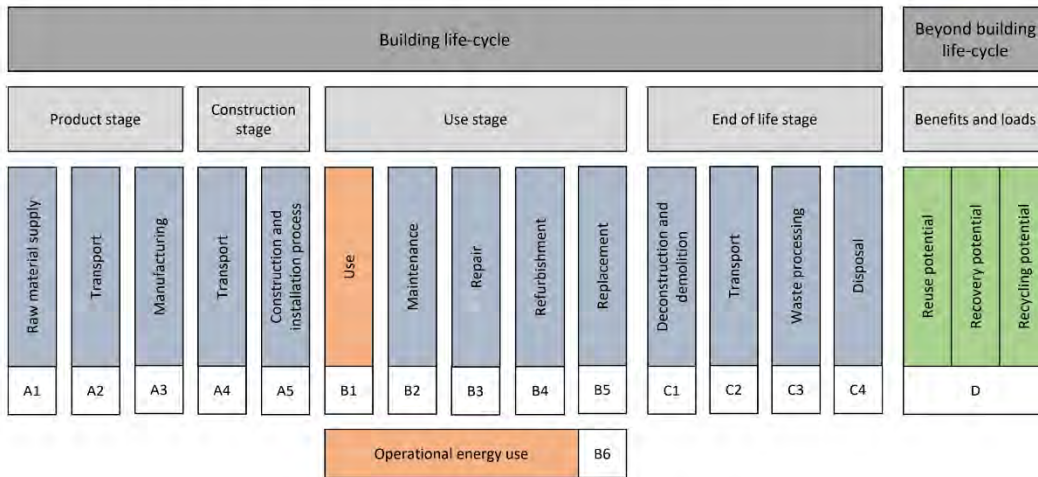 Building life-cycle
Beyond building
life-cycle
Product stage
Construction
stage
Use stage
End of life stage
Benefits and loads
Raw material supply
Transport
Manufacturing
Transport
Construction and
installation process
Use
Maintenance
Repair
Refurbishment
Replacement
Deconstruction and
demolition
Transport
Waste processing
Disposal
Reuse potential
Recovery potential
Recycling potential
A1
A2
A3
A4
A5
B1
B2
B3
B4
B5
C1
C2
C3
C4
D
Operational energy use
B6